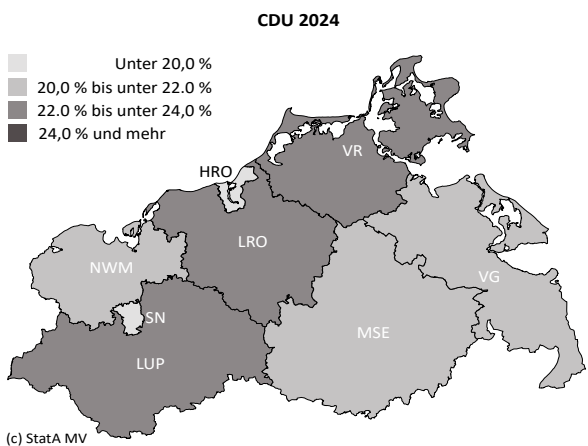 CDU 2024
Unter 20,0 %
20,0 % bis unter 22.0 %
22.0 % bis unter 24,0 %
24,0 % und mehr
VR
HRO
LRO
NWM
VG
SN
MSE
LUP
(c) StatA MV